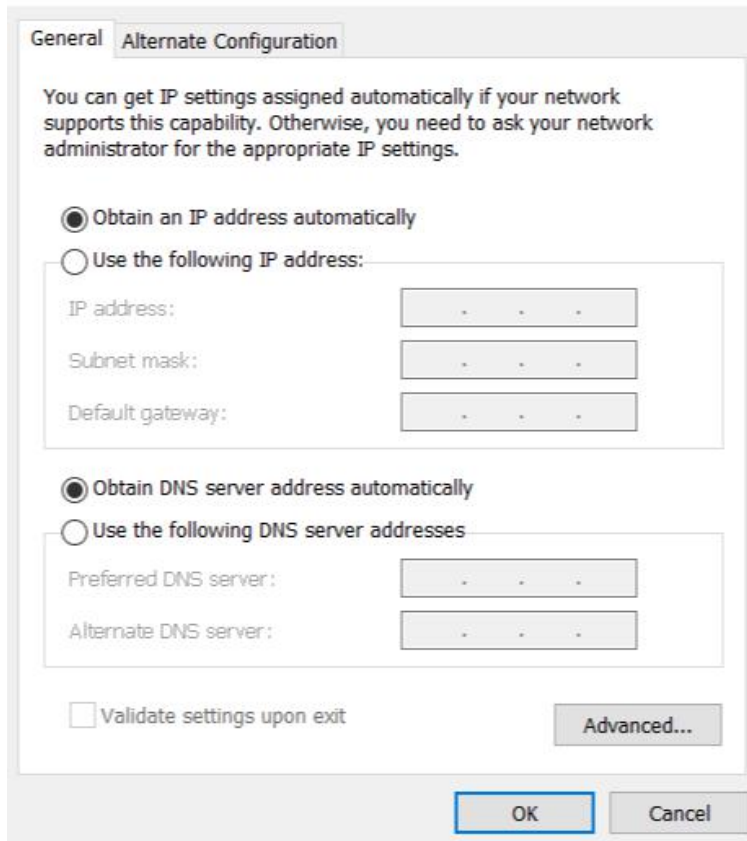 General
Alternate Configuration
You can get IP settings assigned automatically if your network
supports this capability. Otherwise, you need to ask your network
administrator for the appropriate IP settings.
Obtain an IP address automatically
Use the following IP address:
IP address:
Subnet mask:
Default gateway:
Obtain DNS server address automatically
Use the following DNS server addresses
Preferred DNS server:
Alternate DNS server:
Validate settings upon exit
Advanced...
OK
Cancel